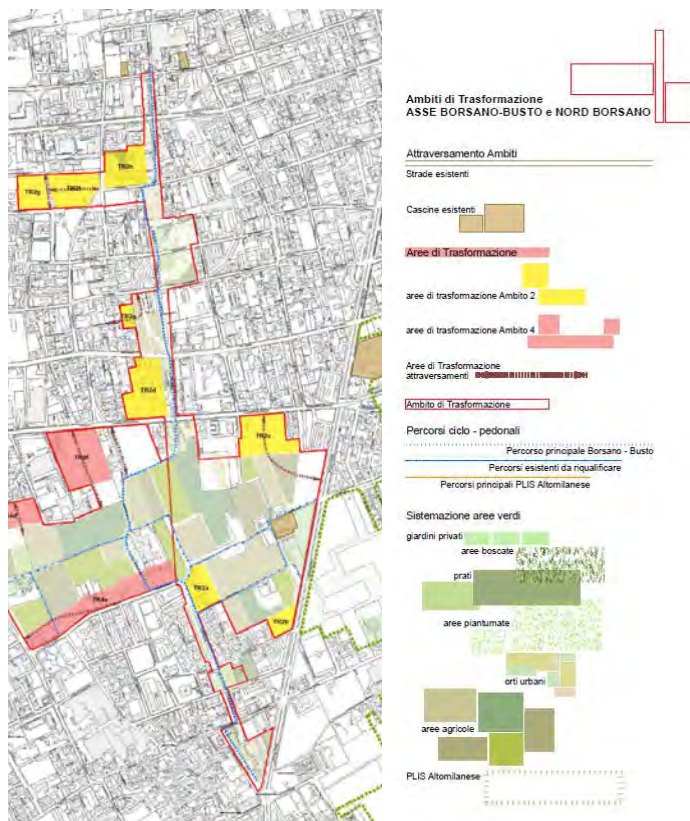 Ambiti di Trasformazione
ASSE BORSANO-BUSTO e NORD BORSANO
Attraversamento Ambiti
Strade esistenti
Cascine esistenti
Aree di Trasformazione
aree di trasformazione Ambito 2
aree di trasformazione Ambito 4
Aree di Trasformazione
attraversamenti
Ambito di Trasformazione
Percorsi ciclo - pedonali
Percorso principale Borsano - Busto
Percorsi esistenti da riqualificare
Percorsi principali PLIS Altomilanese
Sistemazione aree verdi
giardini privati
aree boscate
prati
aree piantumate
orti urbani
aree agricole
PLIS Altomilanese
TR2h
TR2g
TR2d